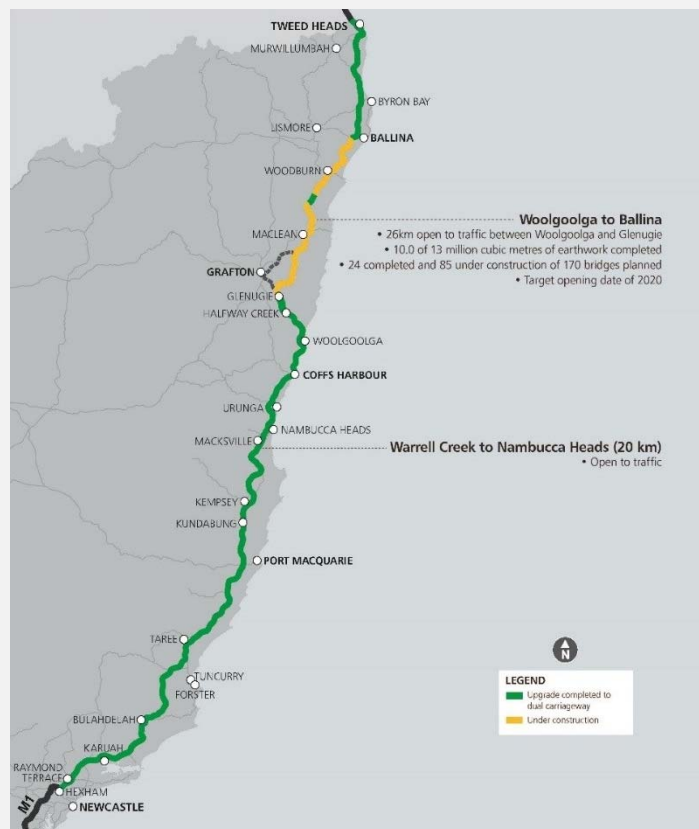 TWEED HEADS
MURWILLUMBAH
BYRON BAY
LISMORE
BALLINA
WOODBURN
Woolgoolga to Ballina
• 26km open to traffic between Woolgoolga and Glenugie
• 10.0 of 13 million cubic metres of earthwork completed
• 24 completed and 85 under construction of 170 bridges planned
• Target opening date of 2020
MACLEAN
GRAFTON
GLENUGIE
HALFWAY CREEK
WOOLGOOLGA
COFFS HARBOUR
URUNGA
NAMBUCCA HEADS
MACKSVILLE
Warrell Creek to Nambucca Heads (20 km)
• Open to traffic
KEMPSEY
KUNDABUNG
PORT MACQUARIE
TAREE
N
TUNCURRY
FORSTER
LEGEND
Upgrade completed to
dual carriageway
Under construction
BULAHDELAH
KARUAH
RAYMOND
TERRACE
HEXHAM
M1
NEWCASTLE